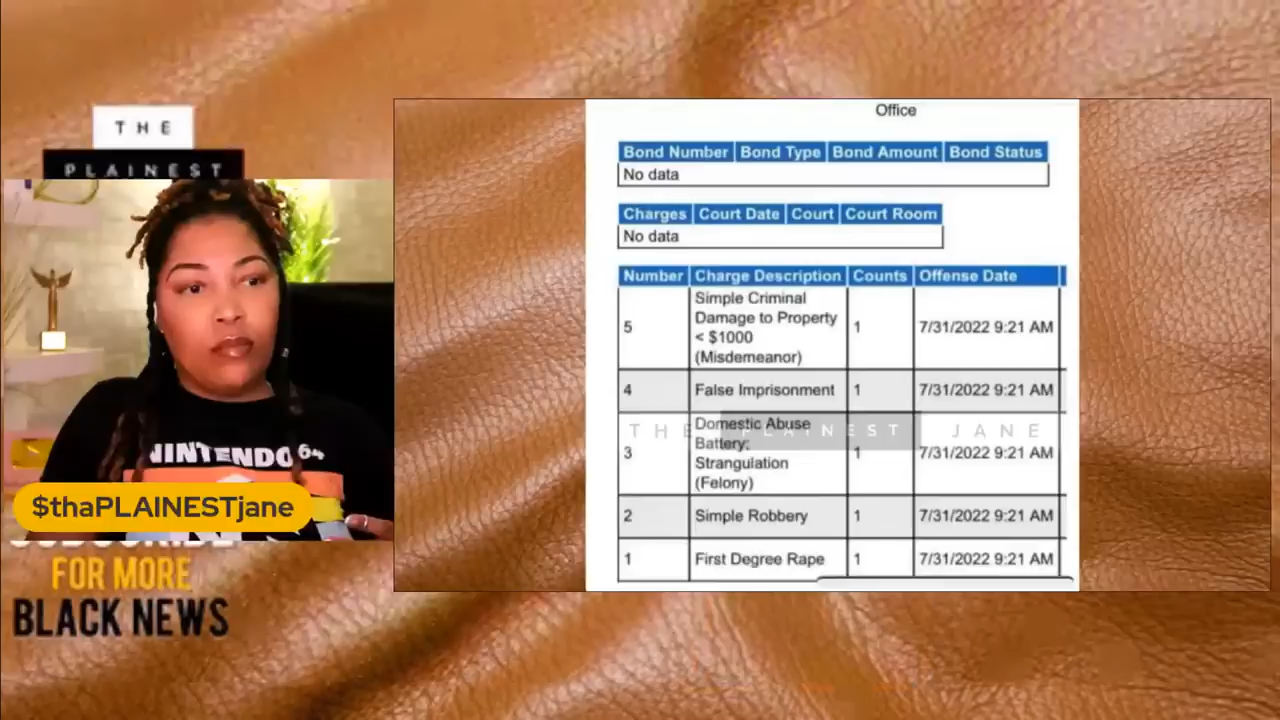 THE
PLAINEST
NINTENDO 64
$thaPLAINESTjane
SUBSCRIBE
FOR MORE
BLACK NEWS
Office
Bond Number Bond Type Bond Amount Bond Status
No data
Charges Court Date Court Court Room
No data
Number Charge Description Counts Offense Date
5 Simple Criminal Damage to Property < $1000 (Misdemeanor) 1 7/31/2022 9:21 AM
4 False Imprisonment 1 7/31/2022 9:21 AM
3 Domestic Abuse Battery; Strangulation (Felony) 1 7/31/2022 9:21 AM
THE PLAINEST JANE
2 Simple Robbery 1 7/31/2022 9:21 AM
1 First Degree Rape 1 7/31/2022 9:21 AM